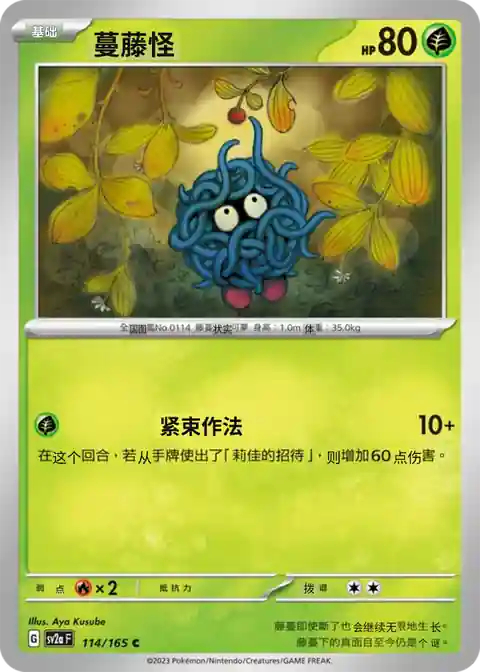 基础 蔓藤怪 HP 80
全国图鉴No.0114 藤蔓状宝可梦 身高：1.0m 体重：35.0kg
紧束作法 10+
在这个回合，若从手牌使出了「莉佳的招待」，则增加60点伤害。
弱点 ×2 抵抗力 撤退
Illus. Aya Kusube
G sv2a F 114/165 C
藤蔓即使断了也会继续无限地生长。
藤蔓下的真面目至今仍是个谜。
©2023 Pokémon/Nintendo/Creatures/GAME FREAK.